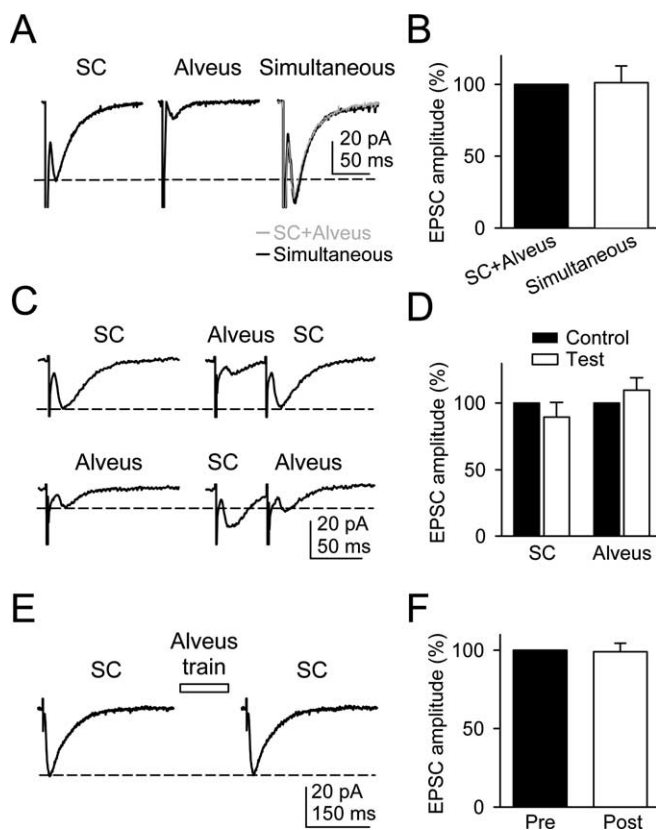 A
SC Alveus Simultaneous
20 pA
50 ms
SC+Alveus
Simultaneous
B
EPSC amplitude (%)
100
0
SC+Alveus
Simultaneous
C
SC Alveus SC
Alveus SC Alveus
20 pA
50 ms
D
Control
Test
EPSC amplitude (%)
100
50
0
SC Alveus
E
Alveus
train
SC SC
20 pA
150 ms
F
EPSC amplitude (%)
100
50
0
Pre Post